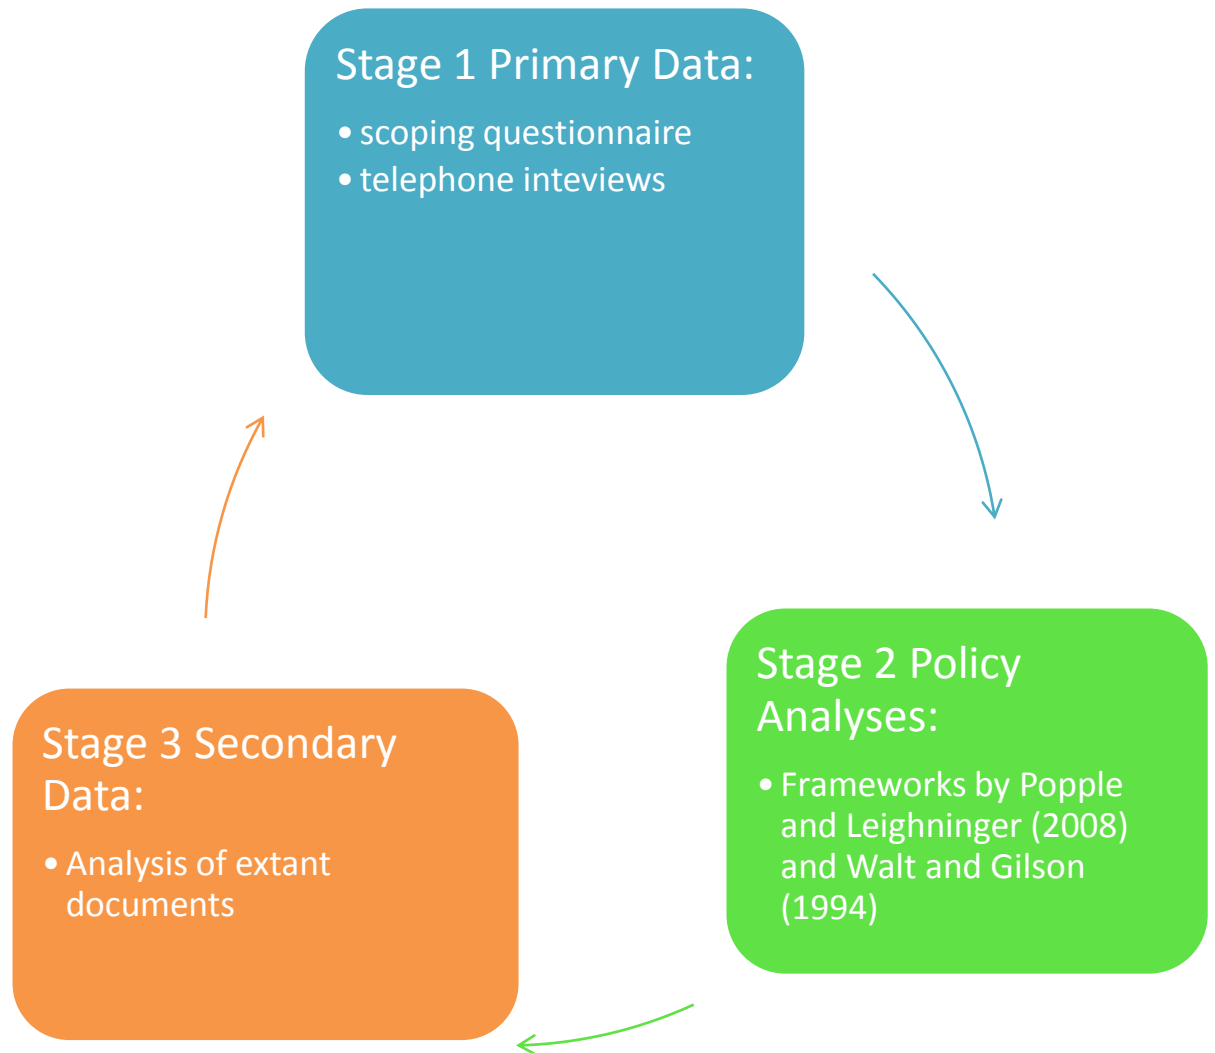 Stage 1 Primary Data:
• scoping questionnaire
• telephone inteviews
Stage 2 Policy
Analyses:
• Frameworks by Popple
and Leighninger (2008)
and Walt and Gilson
(1994)
Stage 3 Secondary
Data:
• Analysis of extant
documents